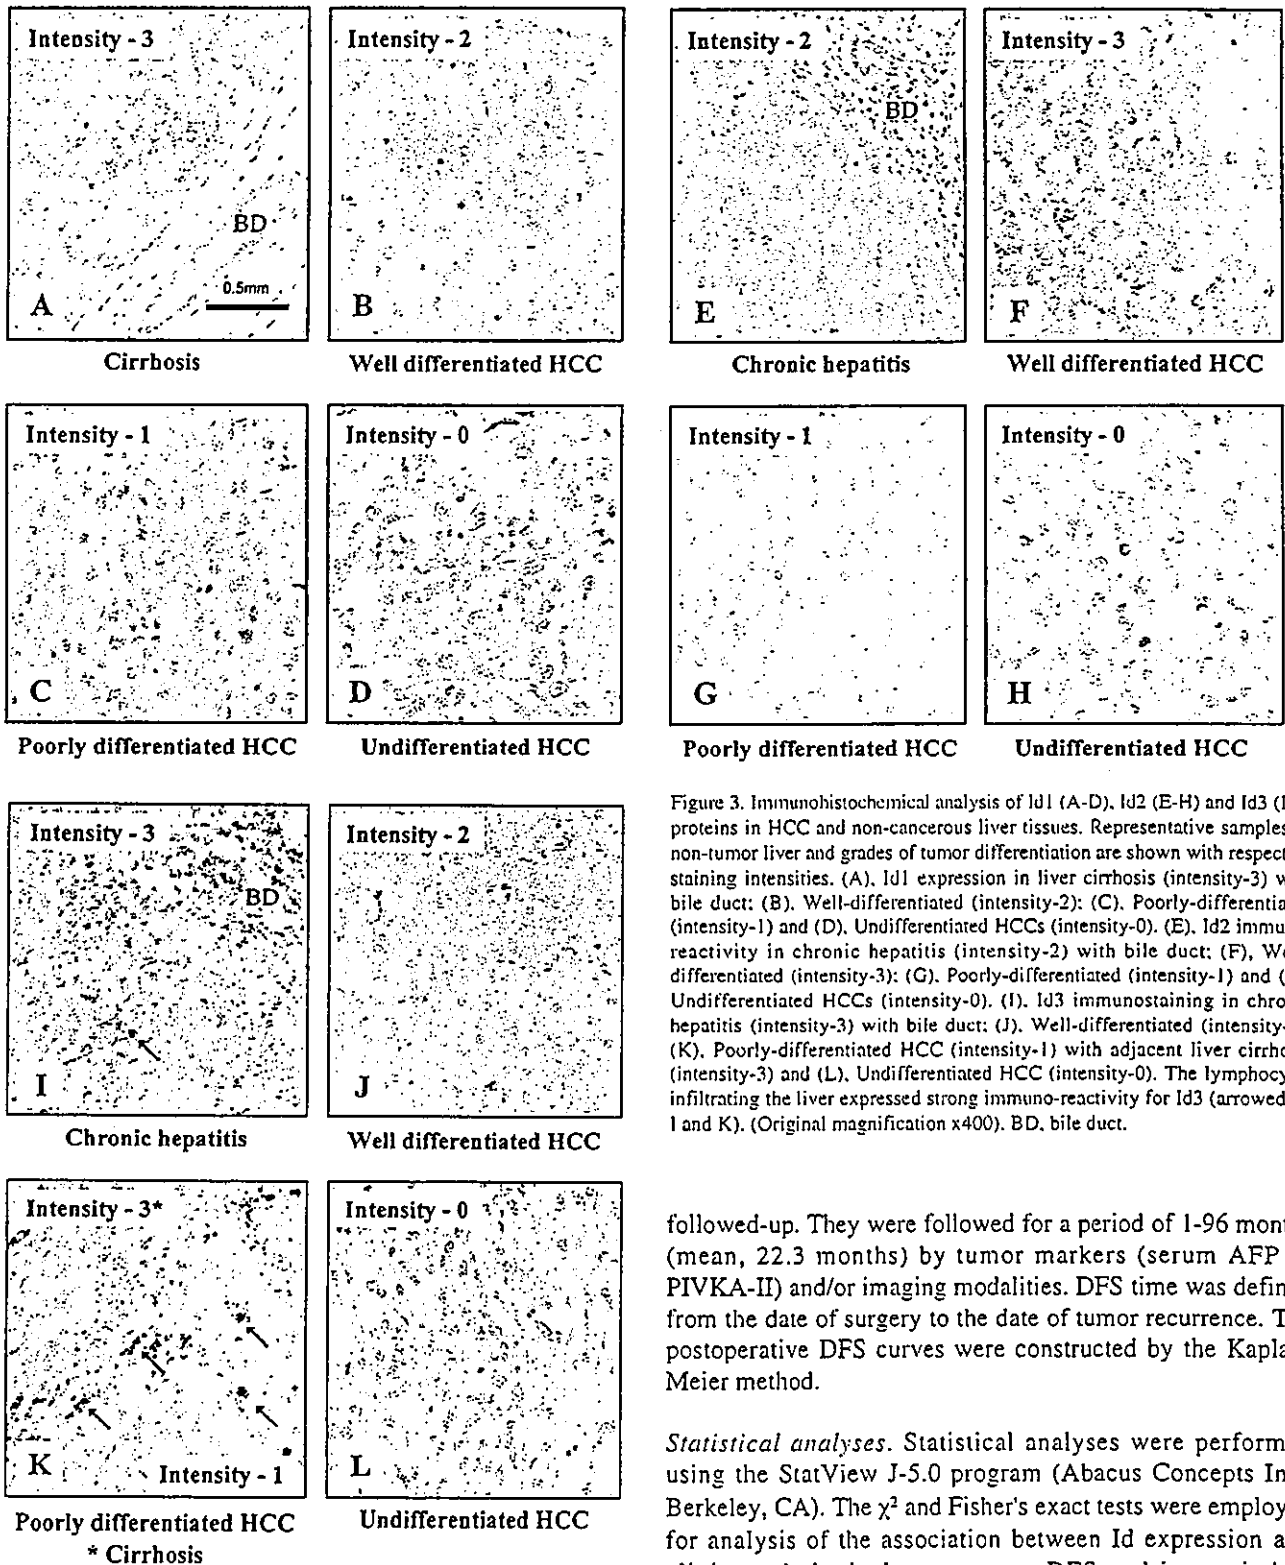 Intensity - 3
BD
0.5mm
A
Cirrhosis
Intensity - 2
B
Well differentiated HCC
Intensity - 1
C
Poorly differentiated HCC
Intensity - 0
D
Undifferentiated HCC
Intensity - 2
BD
E
Chronic hepatitis
Intensity - 3
F
Well differentiated HCC
Intensity - 1
G
Poorly differentiated HCC
Intensity - 0
H
Undifferentiated HCC
Intensity - 3
BD
I
Chronic hepatitis
Intensity - 2
J
Well differentiated HCC
Intensity - 3*
K
Intensity - 1
Poorly differentiated HCC
* Cirrhosis
Intensity - 0
L
Undifferentiated HCC
Figure 3. Immunohistochemical analysis of Id1 (A-D), Id2 (E-H) and Id3 (I
proteins in HCC and non-cancerous liver tissues. Representative samples
non-tumor liver and grades of tumor differentiation are shown with respect
staining intensities. (A), Id1 expression in liver cirrhosis (intensity-3) w
bile duct; (B), Well-differentiated (intensity-2); (C), Poorly-differentia
(intensity-1) and (D), Undifferentiated HCCs (intensity-0). (E), Id2 immu
reactivity in chronic hepatitis (intensity-2) with bile duct; (F), We
differentiated (intensity-3); (G), Poorly-differentiated (intensity-1) and (
Undifferentiated HCCs (intensity-0). (I), Id3 immunostaining in chro
hepatitis (intensity-3) with bile duct; (J), Well-differentiated (intensity-
(K), Poorly-differentiated HCC (intensity-1) with adjacent liver cirrho
(intensity-3) and (L), Undifferentiated HCC (intensity-0). The lymphocy
infiltrating the liver expressed strong immuno-reactivity for Id3 (arrowed
I and K). (Original magnification x400). BD, bile duct.
followed-up. They were followed for a period of 1-96 mont
(mean, 22.3 months) by tumor markers (serum AFP
PIVKA-II) and/or imaging modalities. DFS time was defin
from the date of surgery to the date of tumor recurrence. T
postoperative DFS curves were constructed by the Kapla
Meier method.
Statistical analyses. Statistical analyses were perform
using the StatView J-5.0 program (Abacus Concepts In
Berkeley, CA). The χ² and Fisher's exact tests were employ
for analysis of the association between Id expression a